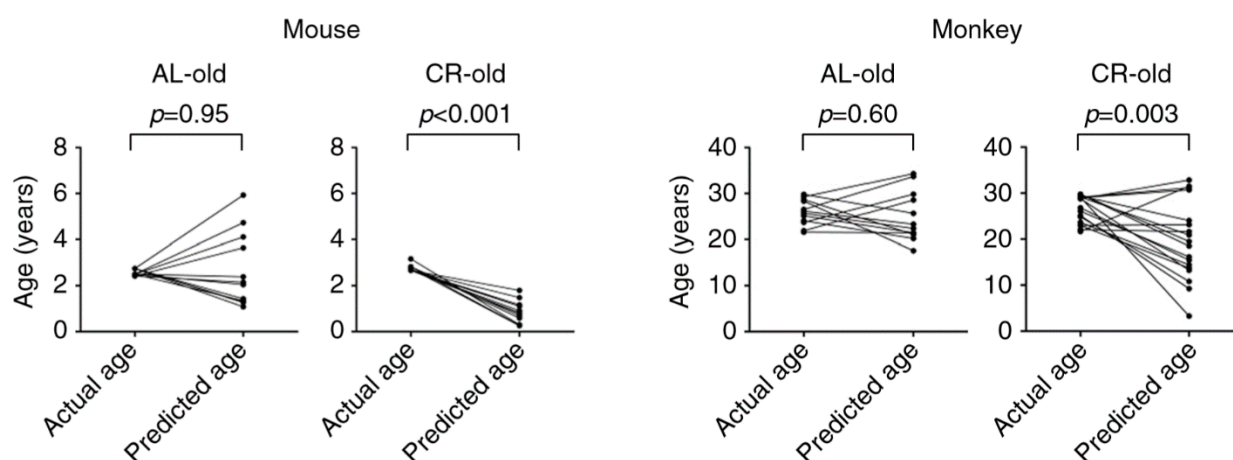 Mouse
Monkey
AL-old
CR-old
AL-old
CR-old
p=0.95
p<0.001
p=0.60
p=0.003
Age (years)
8
6
4
2
0
8
6
4
2
0
Age (years)
40
30
20
10
0
40
30
20
10
0
Actual age
Predicted age
Actual age
Predicted age
Actual age
Predicted age
Actual age
Predicted age